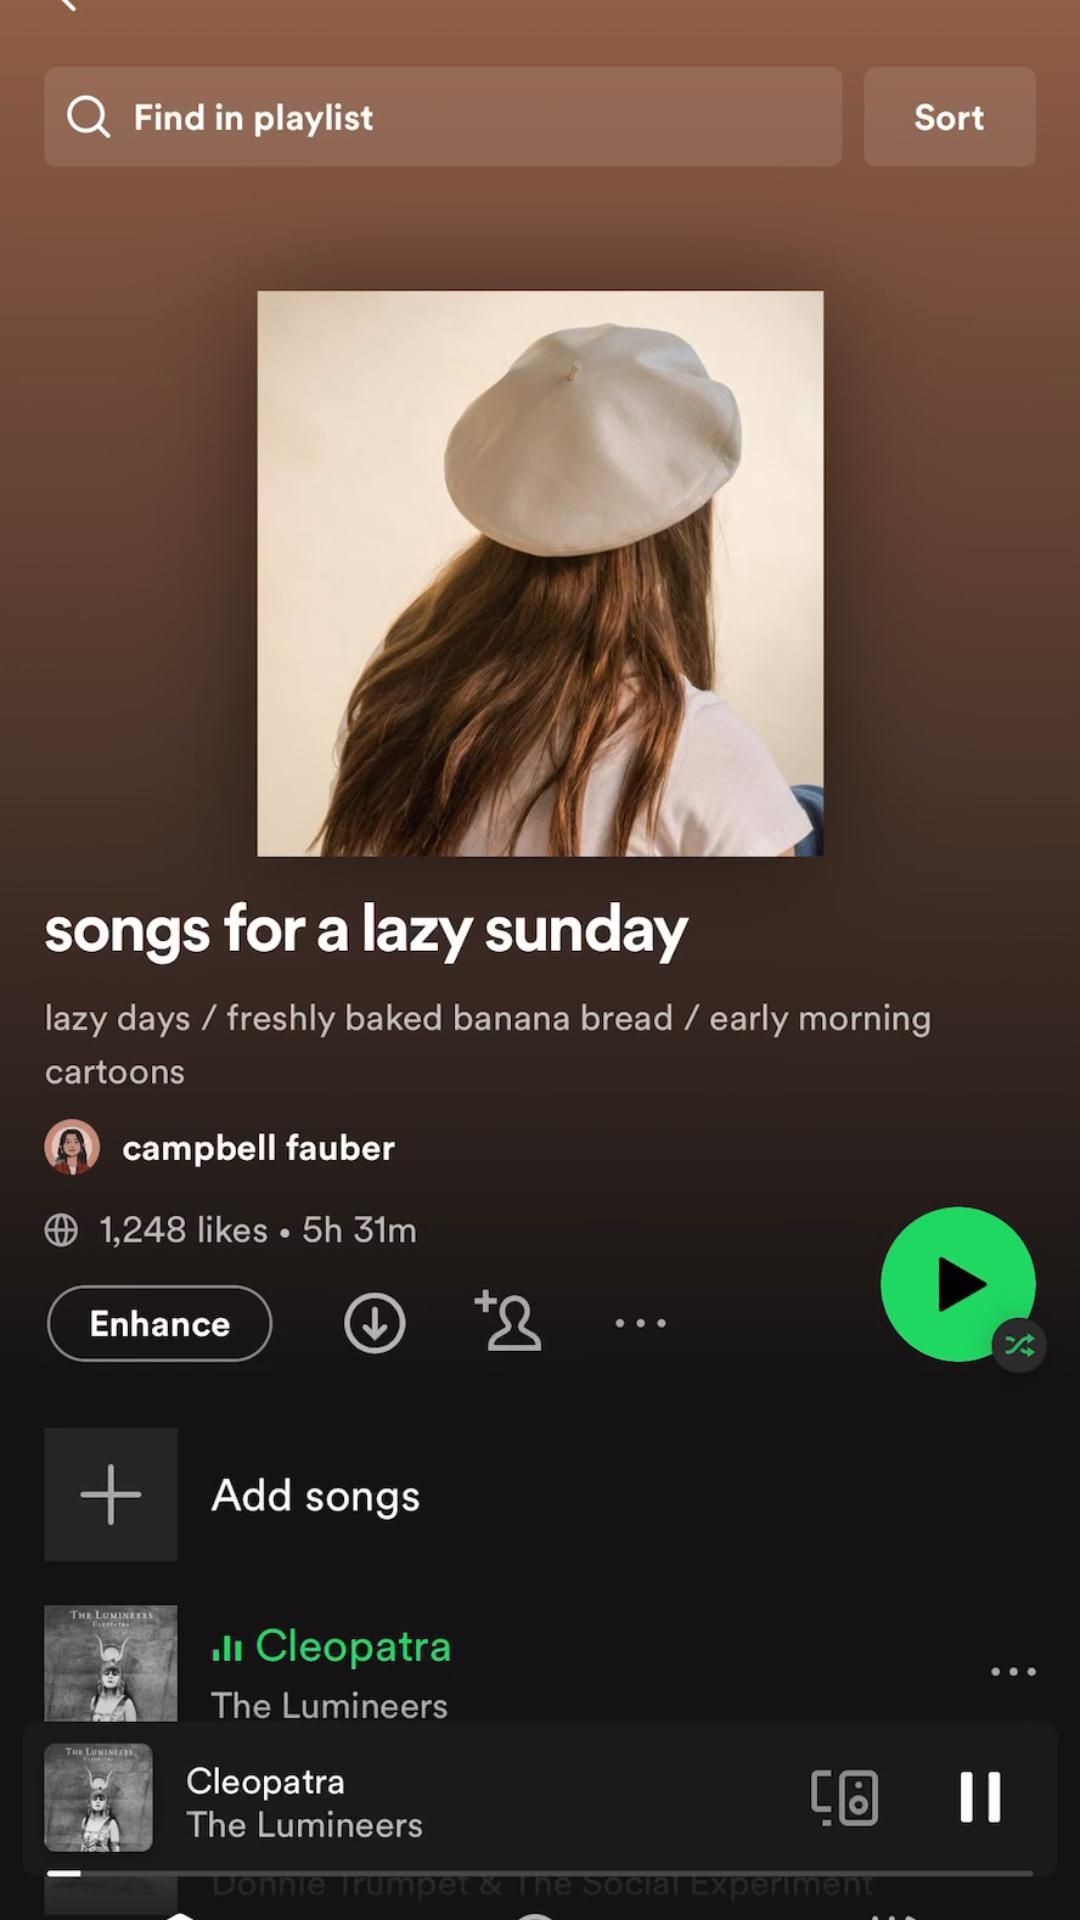 Find in playlist
Sort
songs for a lazy sunday
lazy days / freshly baked banana bread / early morning
cartoons
campbell fauber
1,248 likes • 5h 31m
Enhance
Add songs
THE LUMINEERS
CLEOPATRA
Cleopatra
The Lumineers
THE LUMINEERS
CLEOPATRA
Cleopatra
The Lumineers
Donnie Trumpet & The Social Experiment